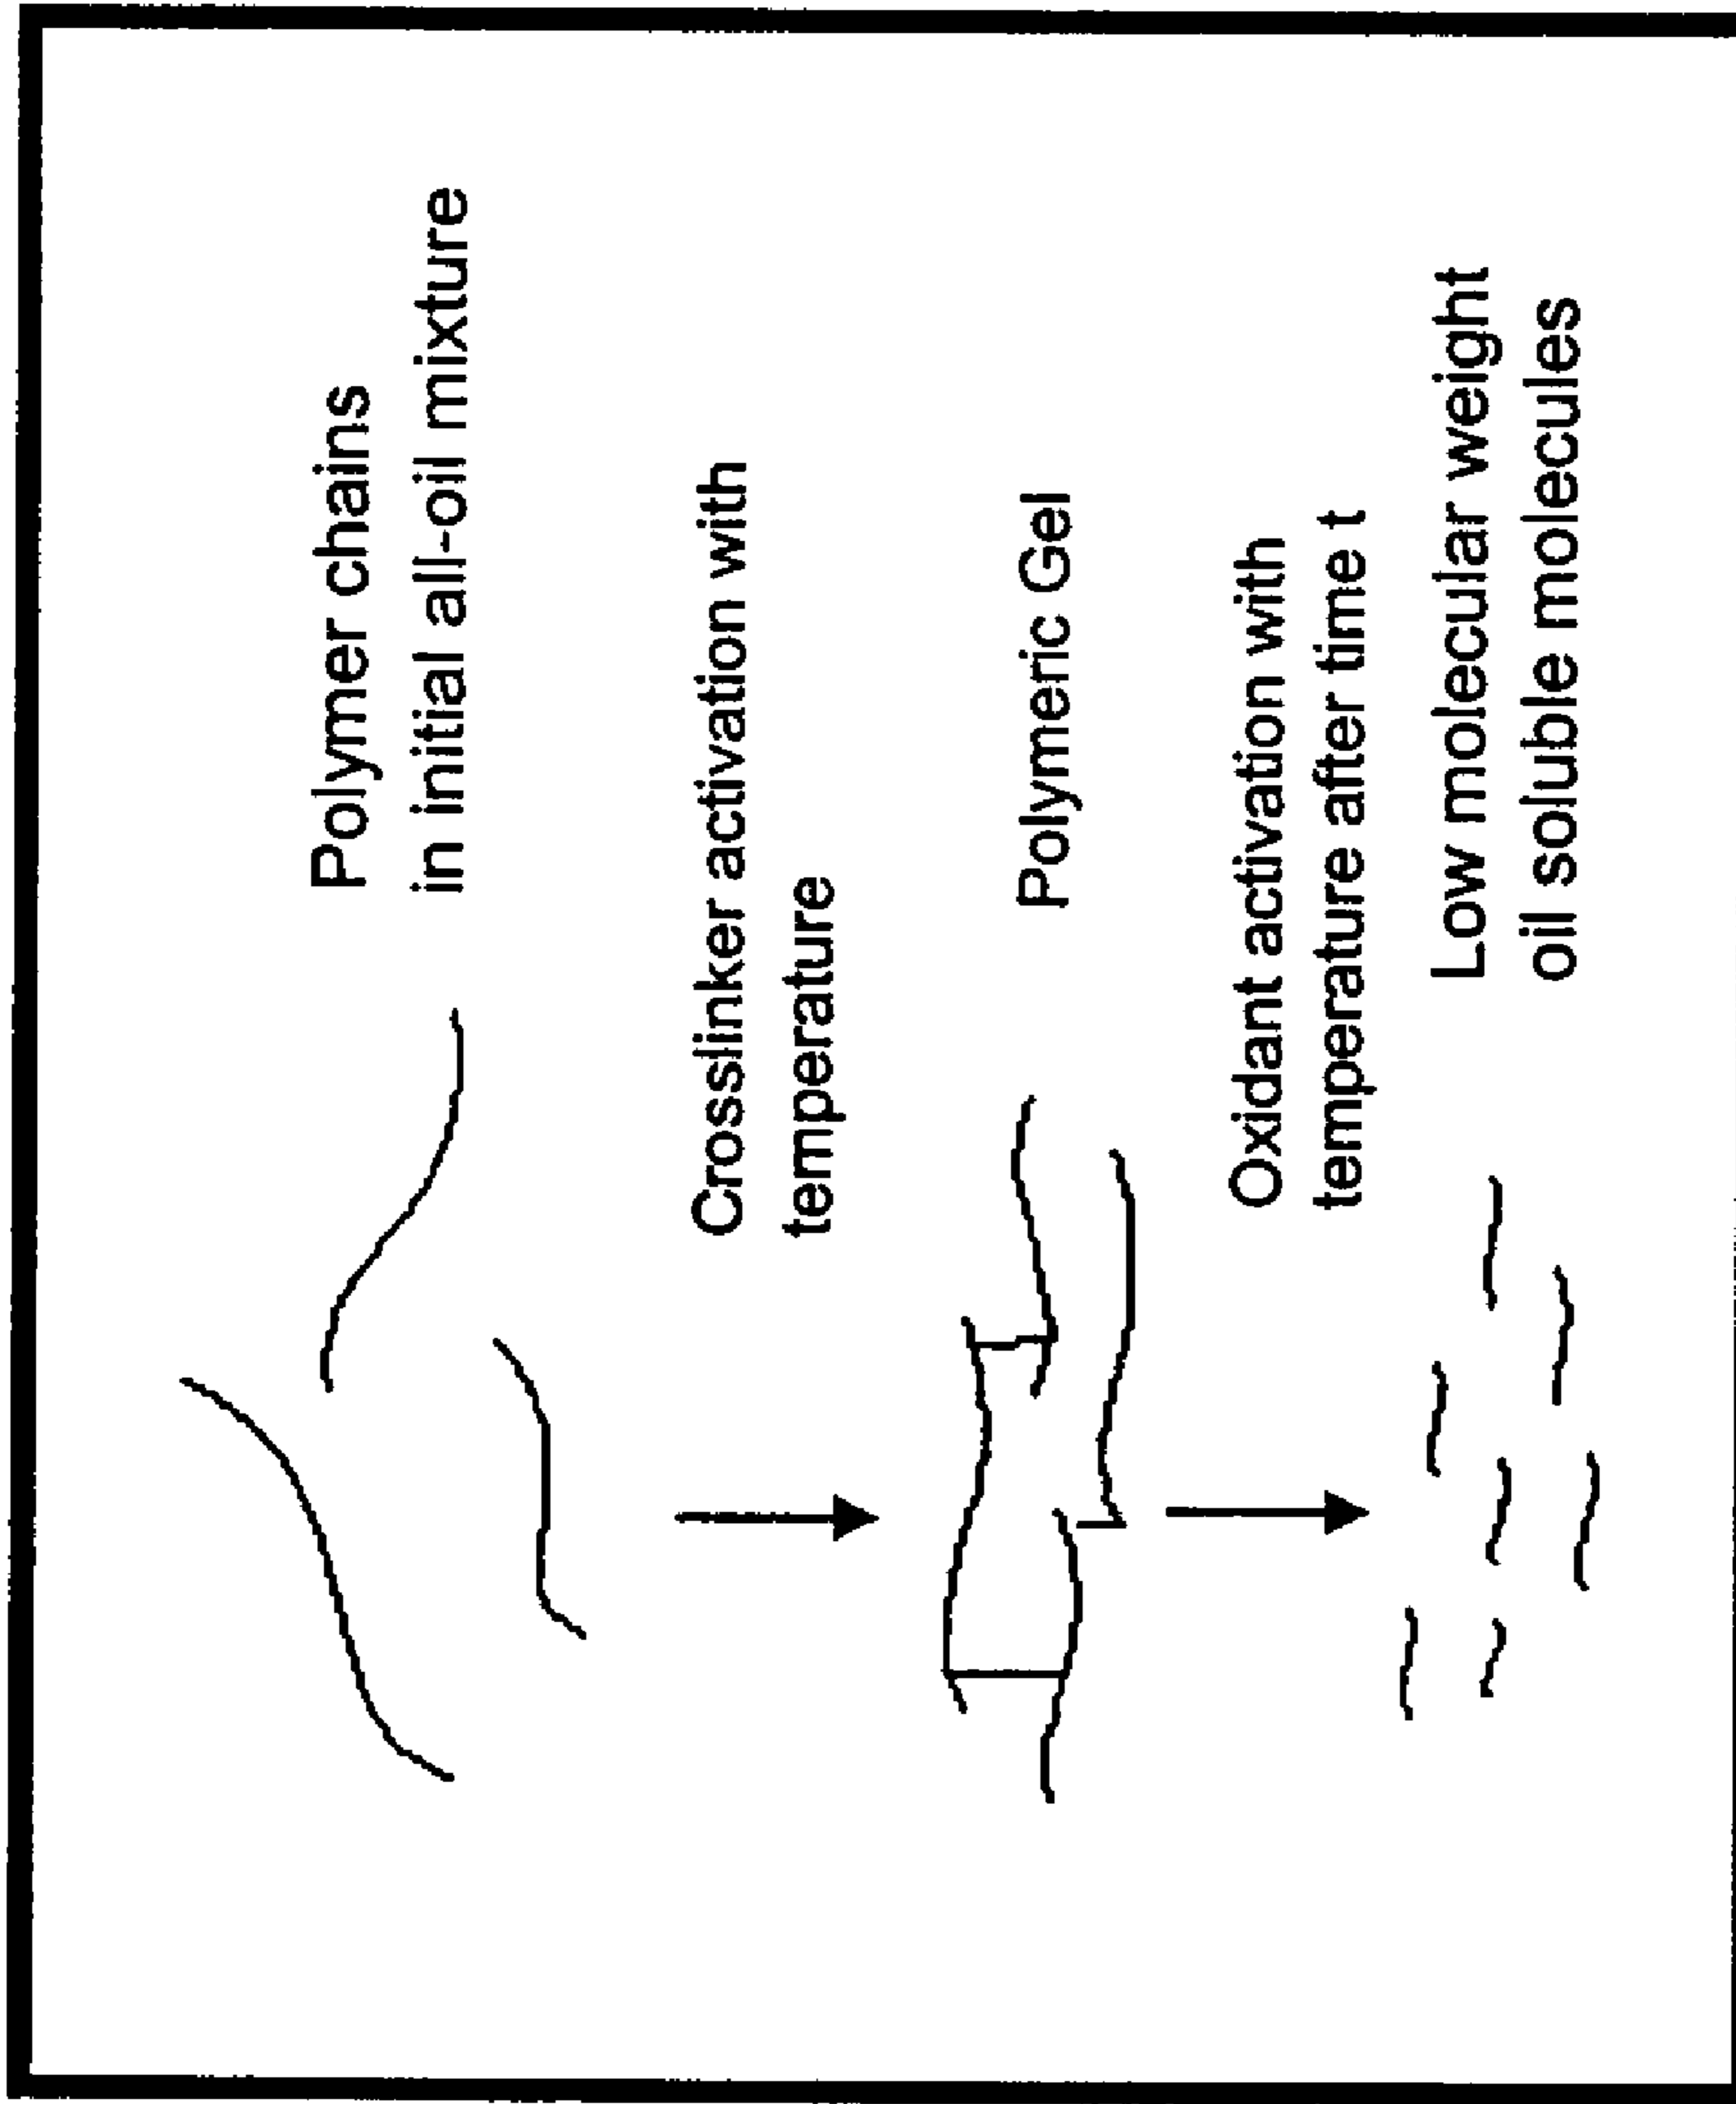 Polymer chains
in initial all-oil mixture
Crosslinker activation with
temperature
Polymeric Gel
Oxidant activation with
temperature after time t
Low molecular weight
oil soluble molecules